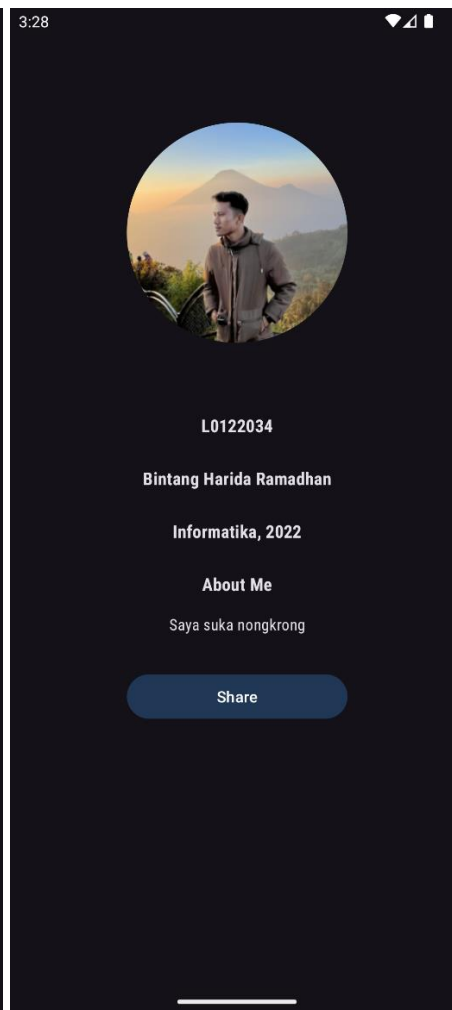 3:28
L0122034
Bintang Harida Ramadhan
Informatika, 2022
About Me
Saya suka nongkrong
Share